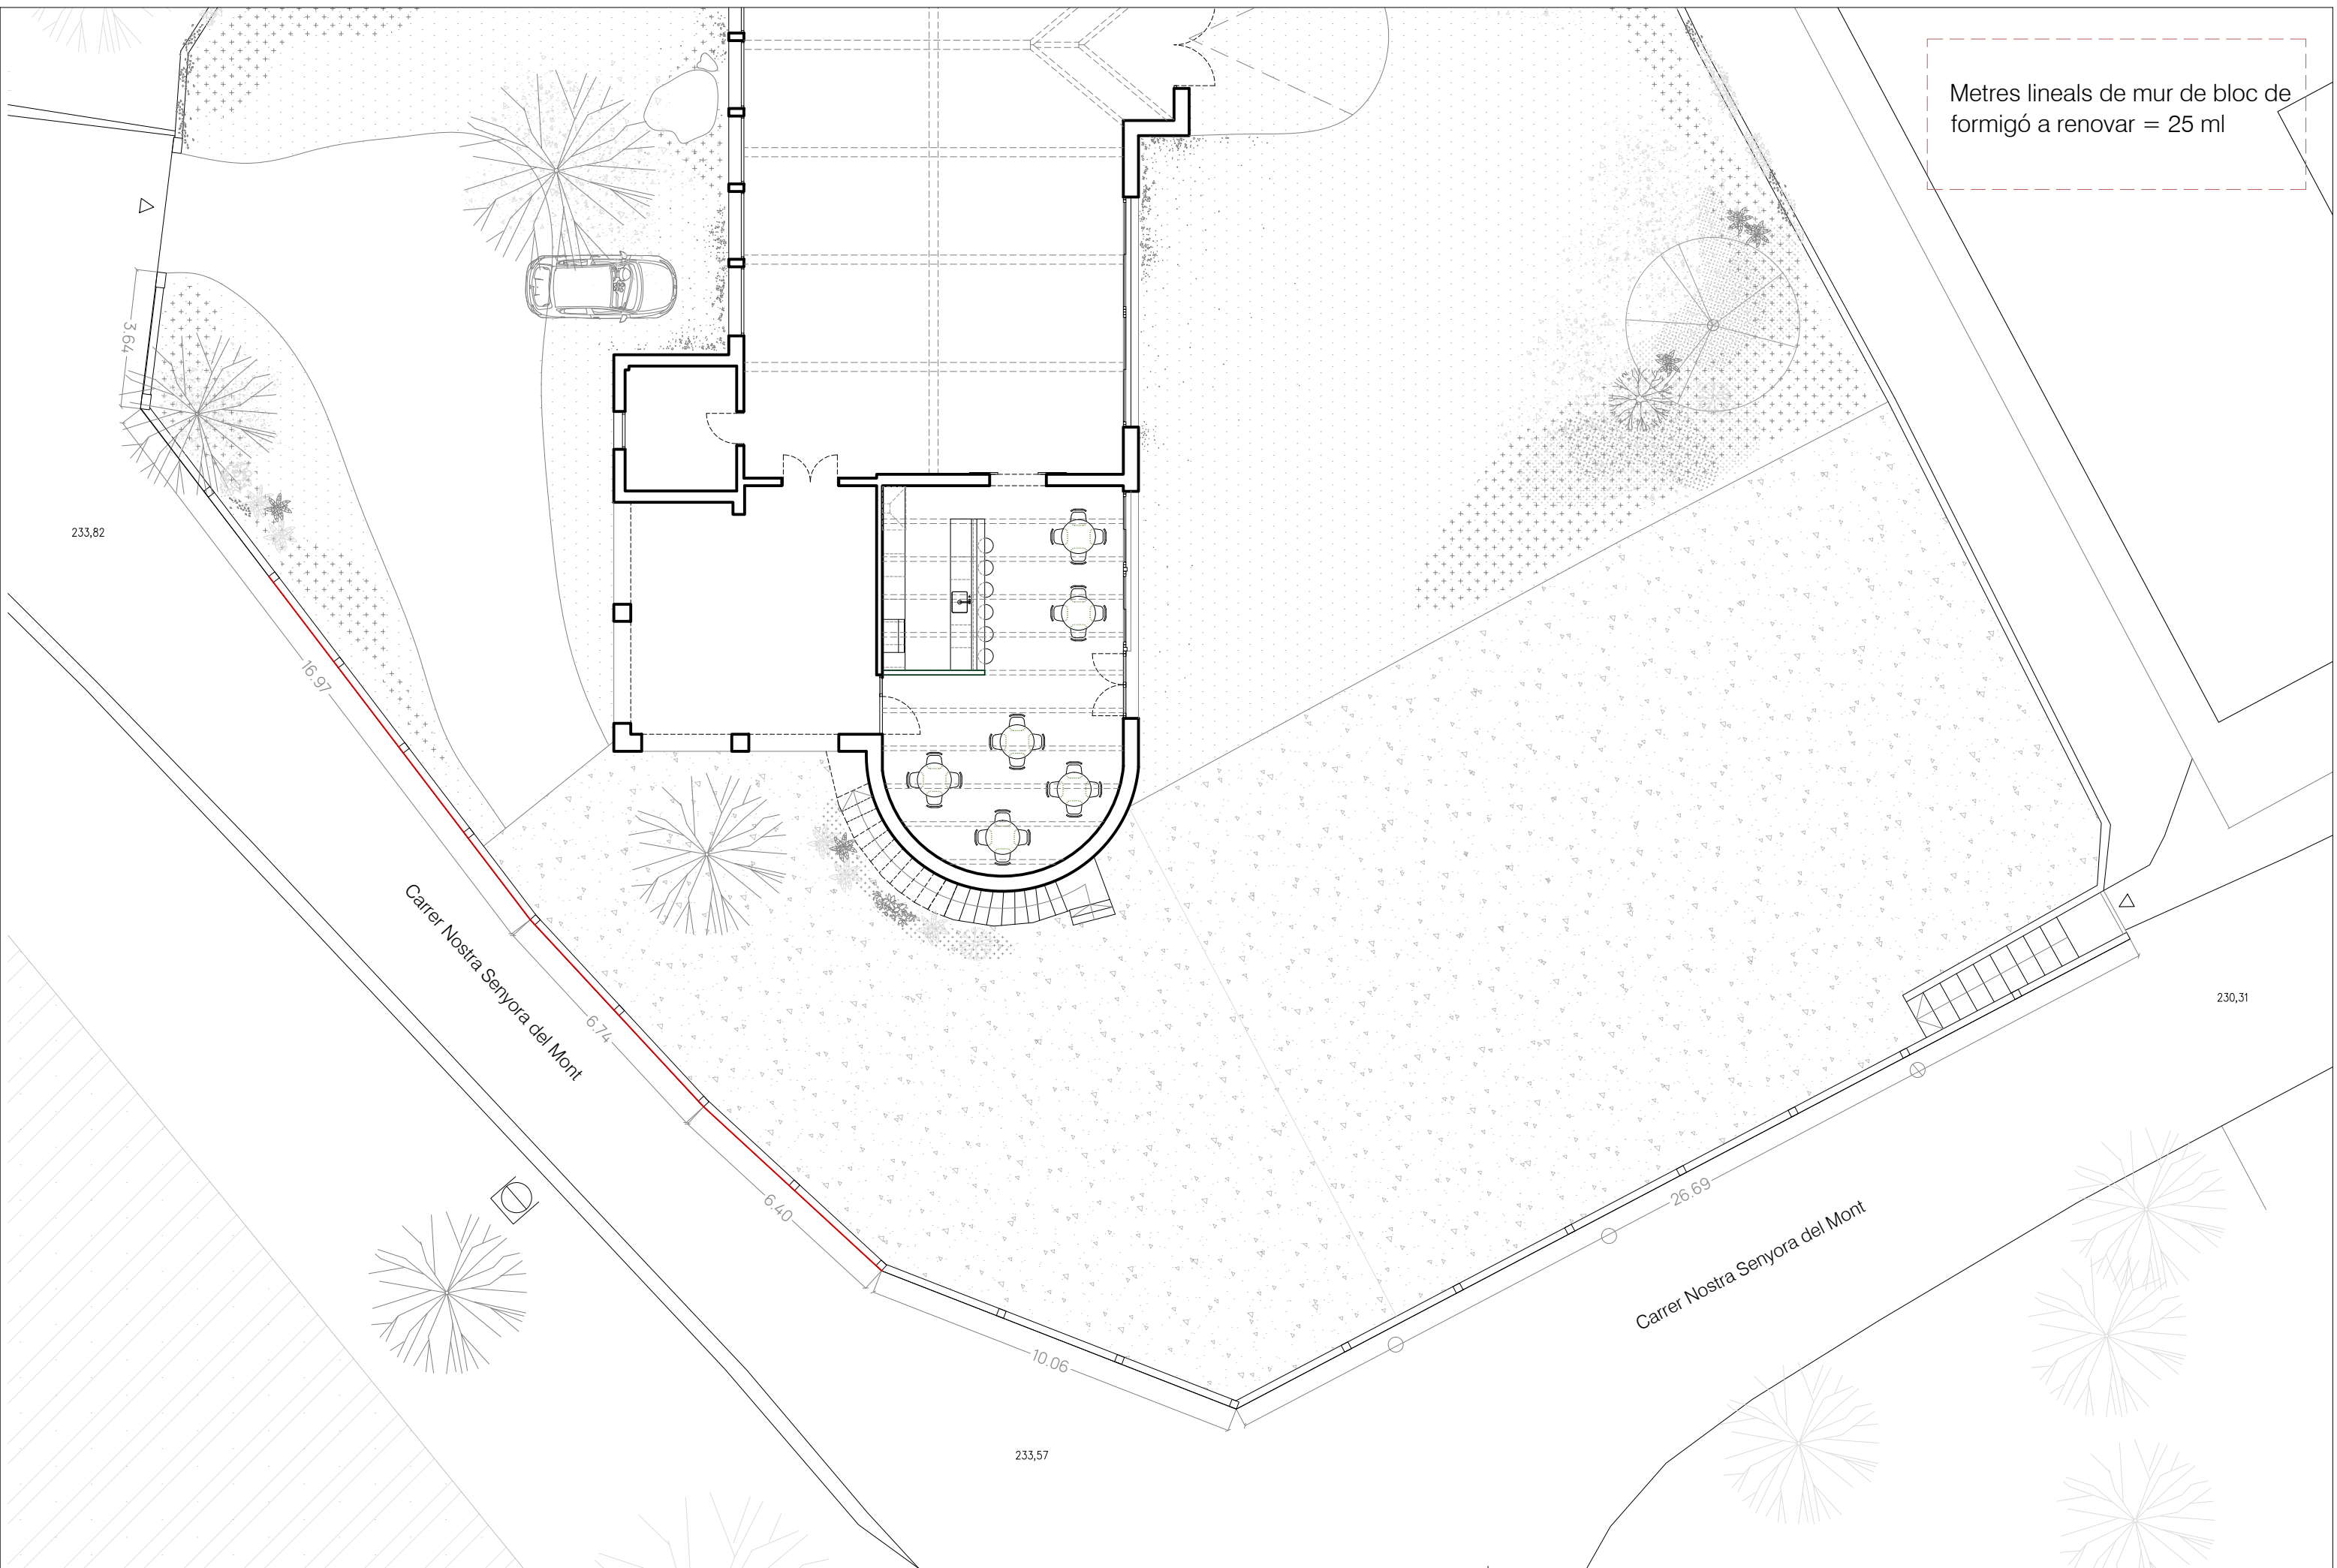 Metres lineals de mur de bloc de
formigó a renovar = 25 ml
3.64
233,82
16.97
Carrer Nostra Senyora del Mont
6.74
230,31
6.40
26.69
Carrer Nostra Senyora del Mont
10.06
233,57